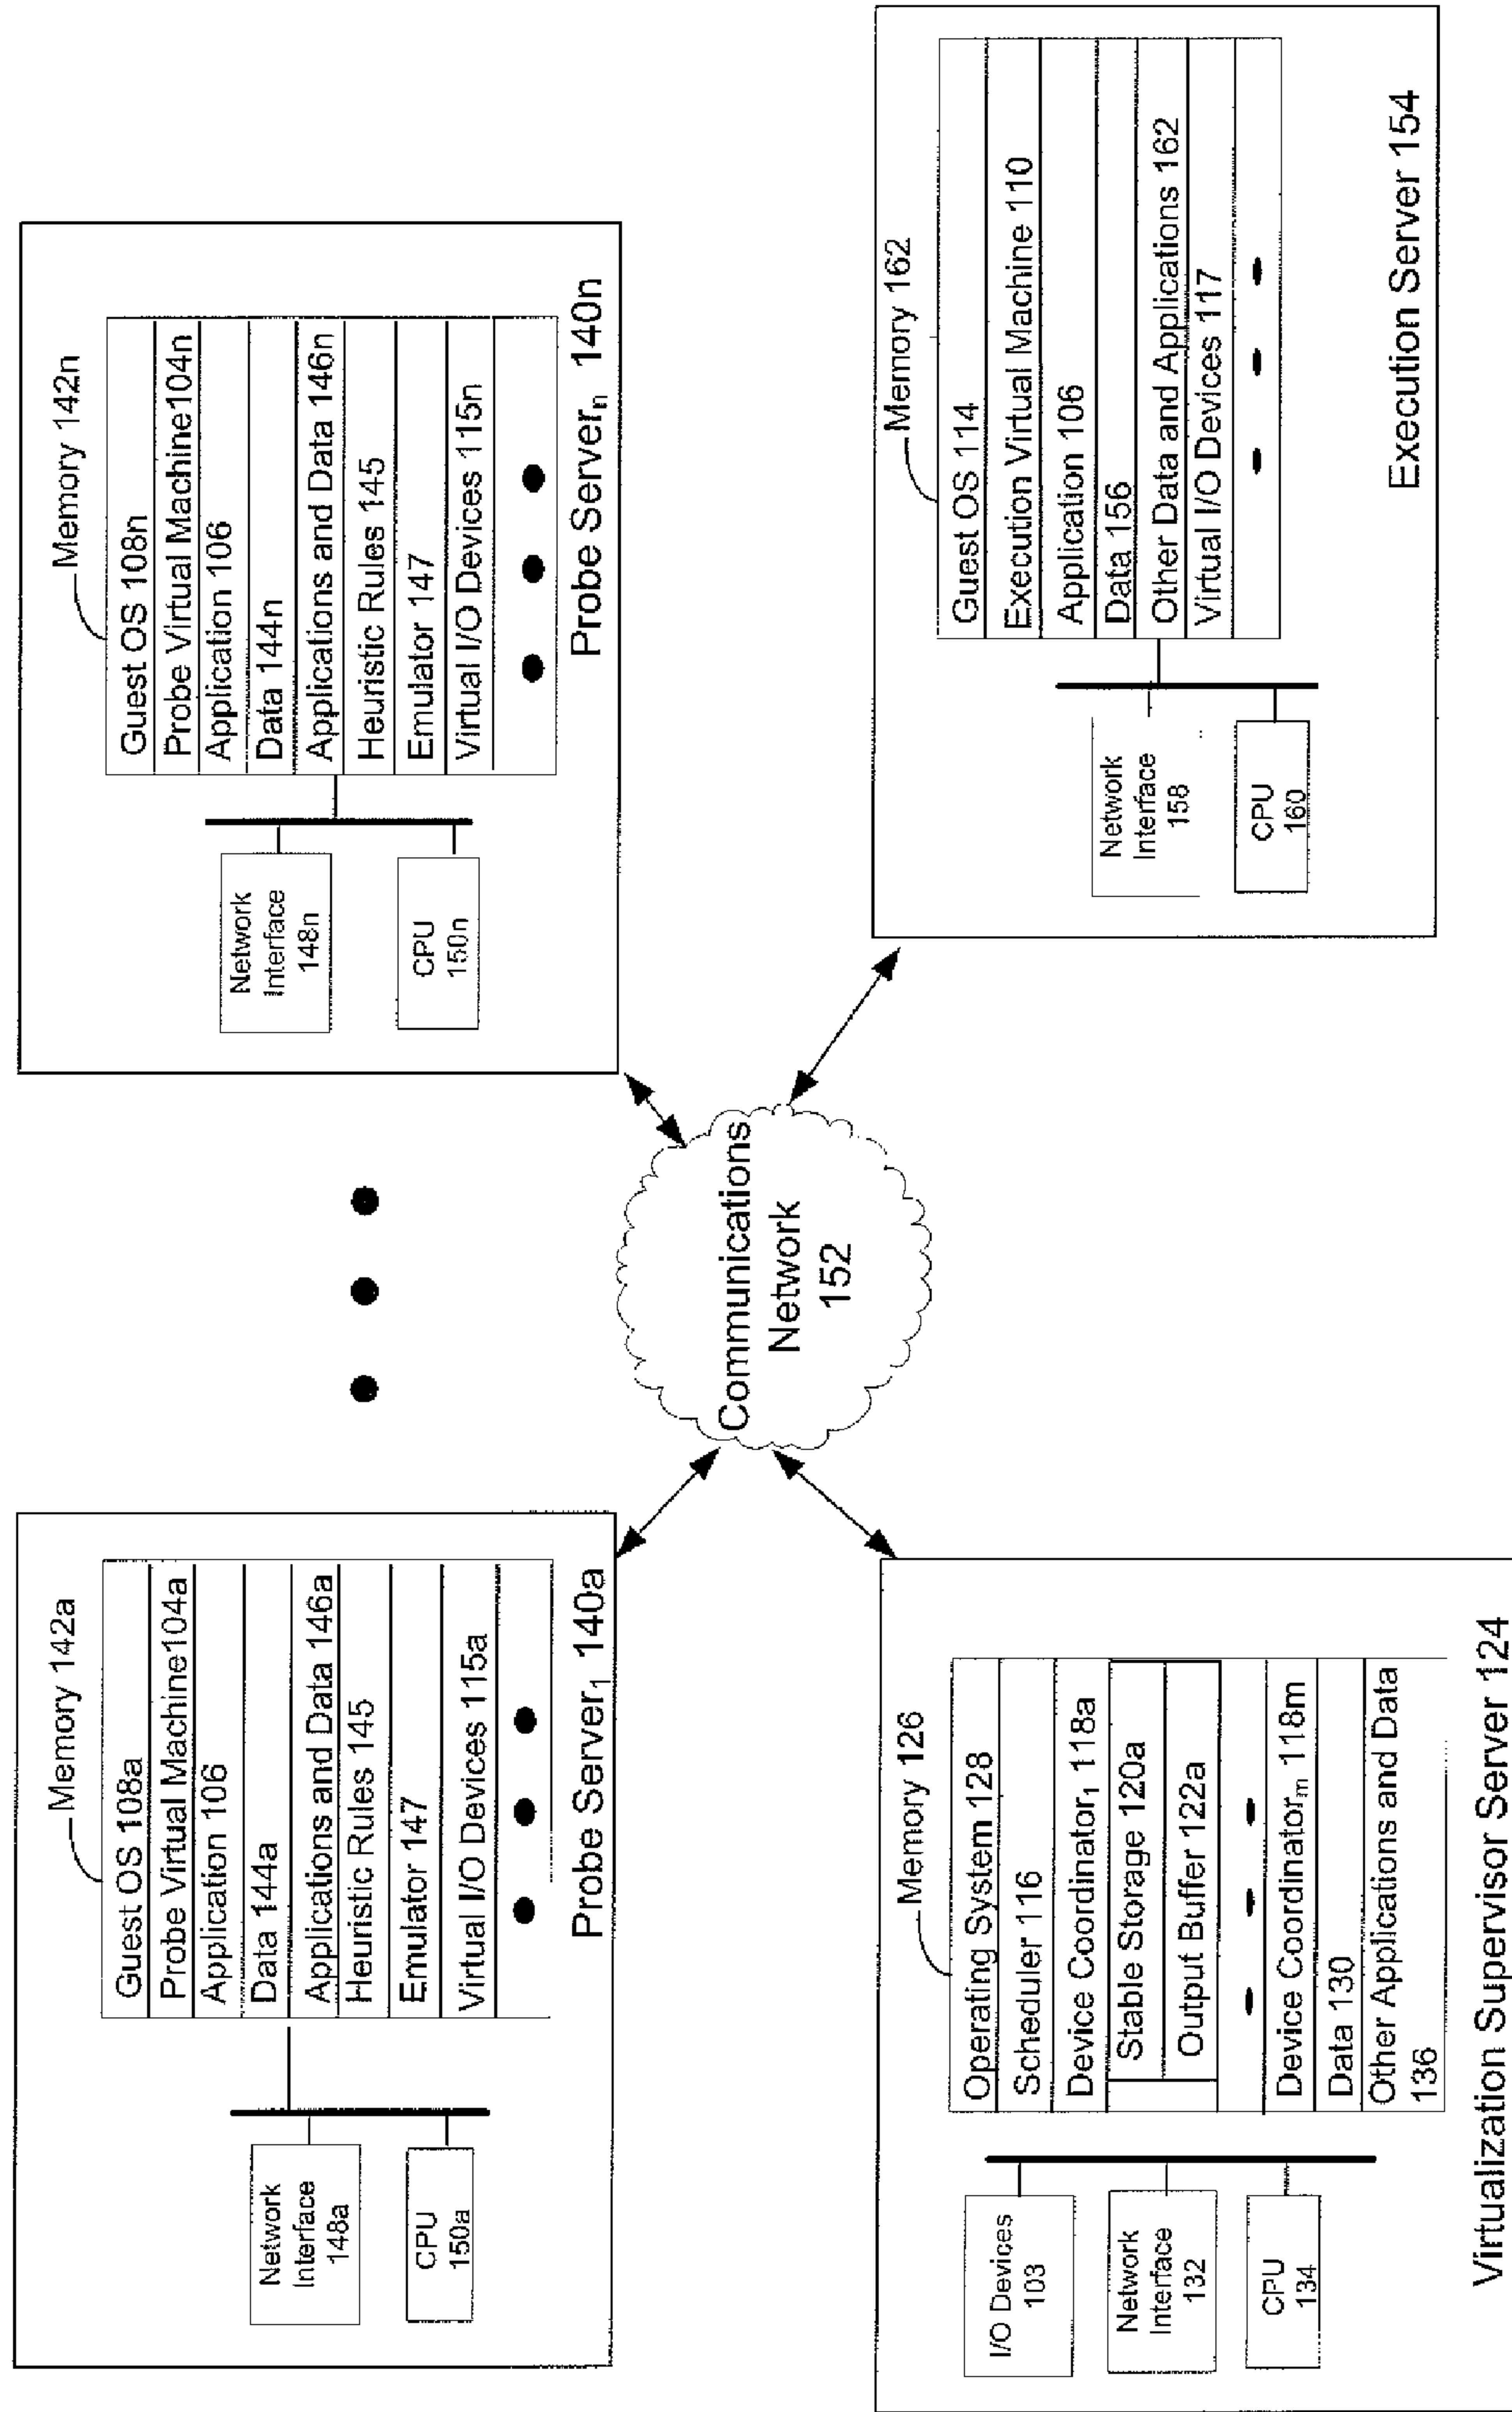 Memory 142a
Guest OS 108a
Probe Virtual Machine104a
Application 106
Data 144a
Applications and Data 146a
Heuristic Rules 145
Emulator 147
Virtual I/O Devices 115a
Network
Interface
148a
CPU
150a
Probe Server₁ 140a
Memory 142n
Guest OS 108n
Probe Virtual Machine104n
Application 106
Data 144n
Applications and Data 146n
Heuristic Rules 145
Emulator 147
Virtual I/O Devices 115n
Network
Interface
148n
CPU
150n
Probe Serverₙ 140n
Communications
Network
152
Memory 126
Operating System 128
Scheduler 116
Device Coordinator₁ 118a
Stable Storage 120a
Output Buffer 122a
Device Coordinatorₘ 118m
Data 130
Other Applications and Data
136
I/O Devices
103
Network
Interface
132
CPU
134
Virtualization Supervisor Server 124
Memory 162
Guest OS 114
Execution Virtual Machine 110
Application 106
Data 156
Other Data and Applications 162
Virtual I/O Devices 117
Network
Interface
158
CPU
160
Execution Server 154